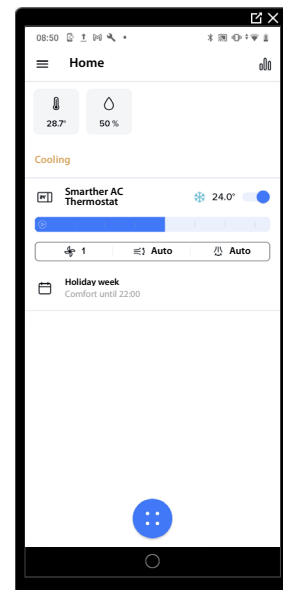 08:50
Home
28.7° 50 %
Cooling
Smarther AC
Thermostat
24.0°
1 Auto Auto
Holiday week
Comfort until 22:00